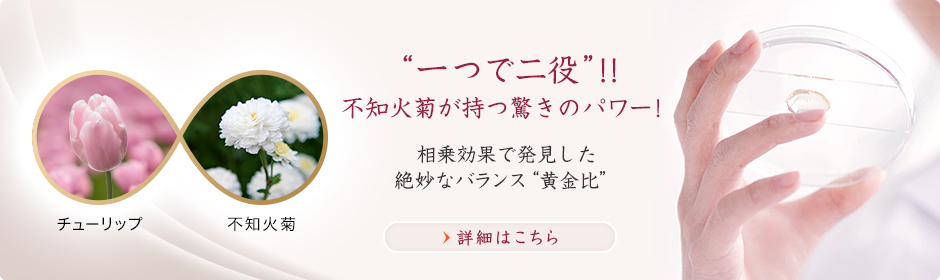 “一つで二役”!!
不知火菊が持つ驚きのパワー!
相乗効果で発見した
絶妙なバランス“黄金比”
チューリップ
不知火菊
詳細はこちら